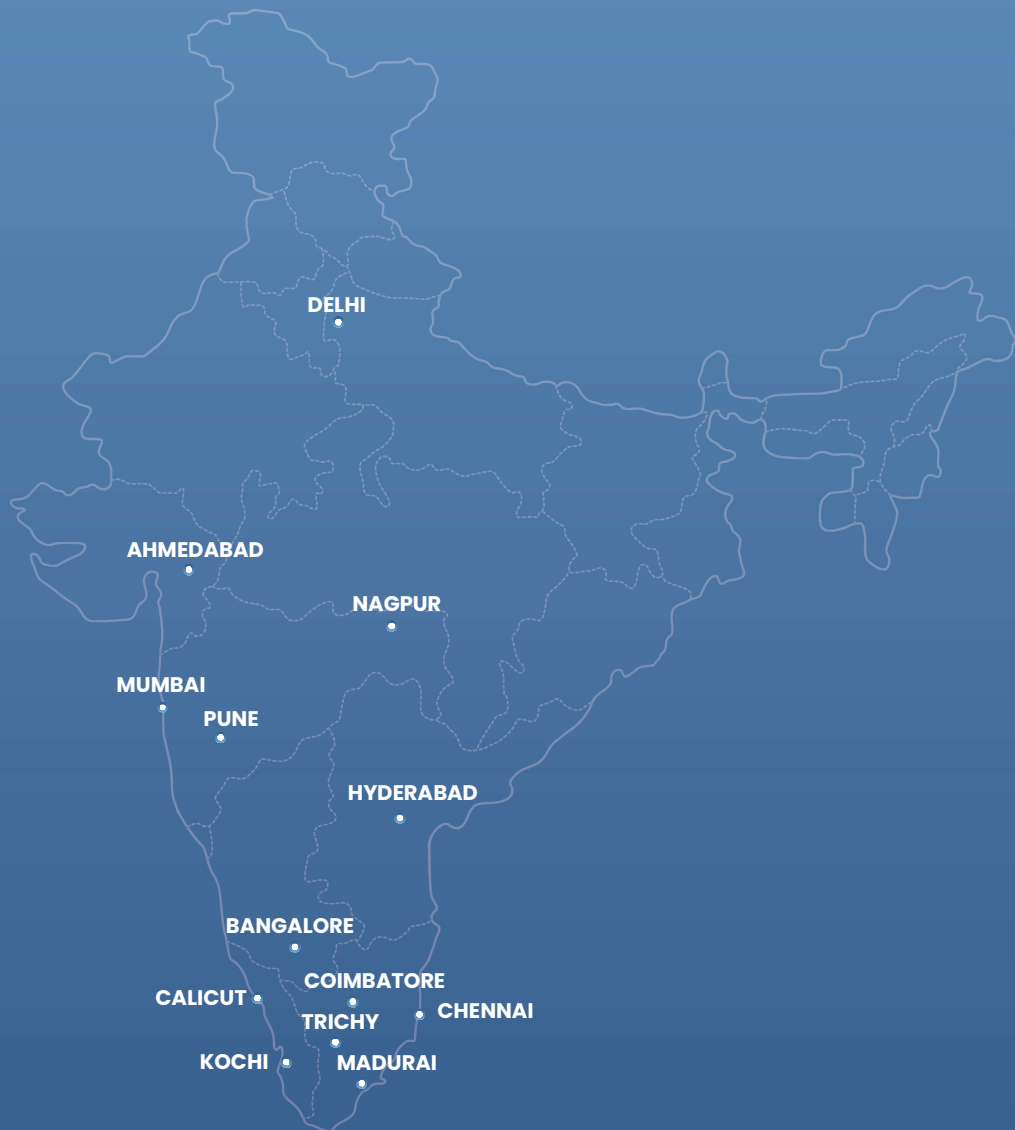 DELHI
AHMEDABAD
NAGPUR
MUMBAI
PUNE
HYDERABAD
BANGALORE
COIMBATORE
CALICUT
CHENNAI
TRICHY
KOCHI
MADURAI